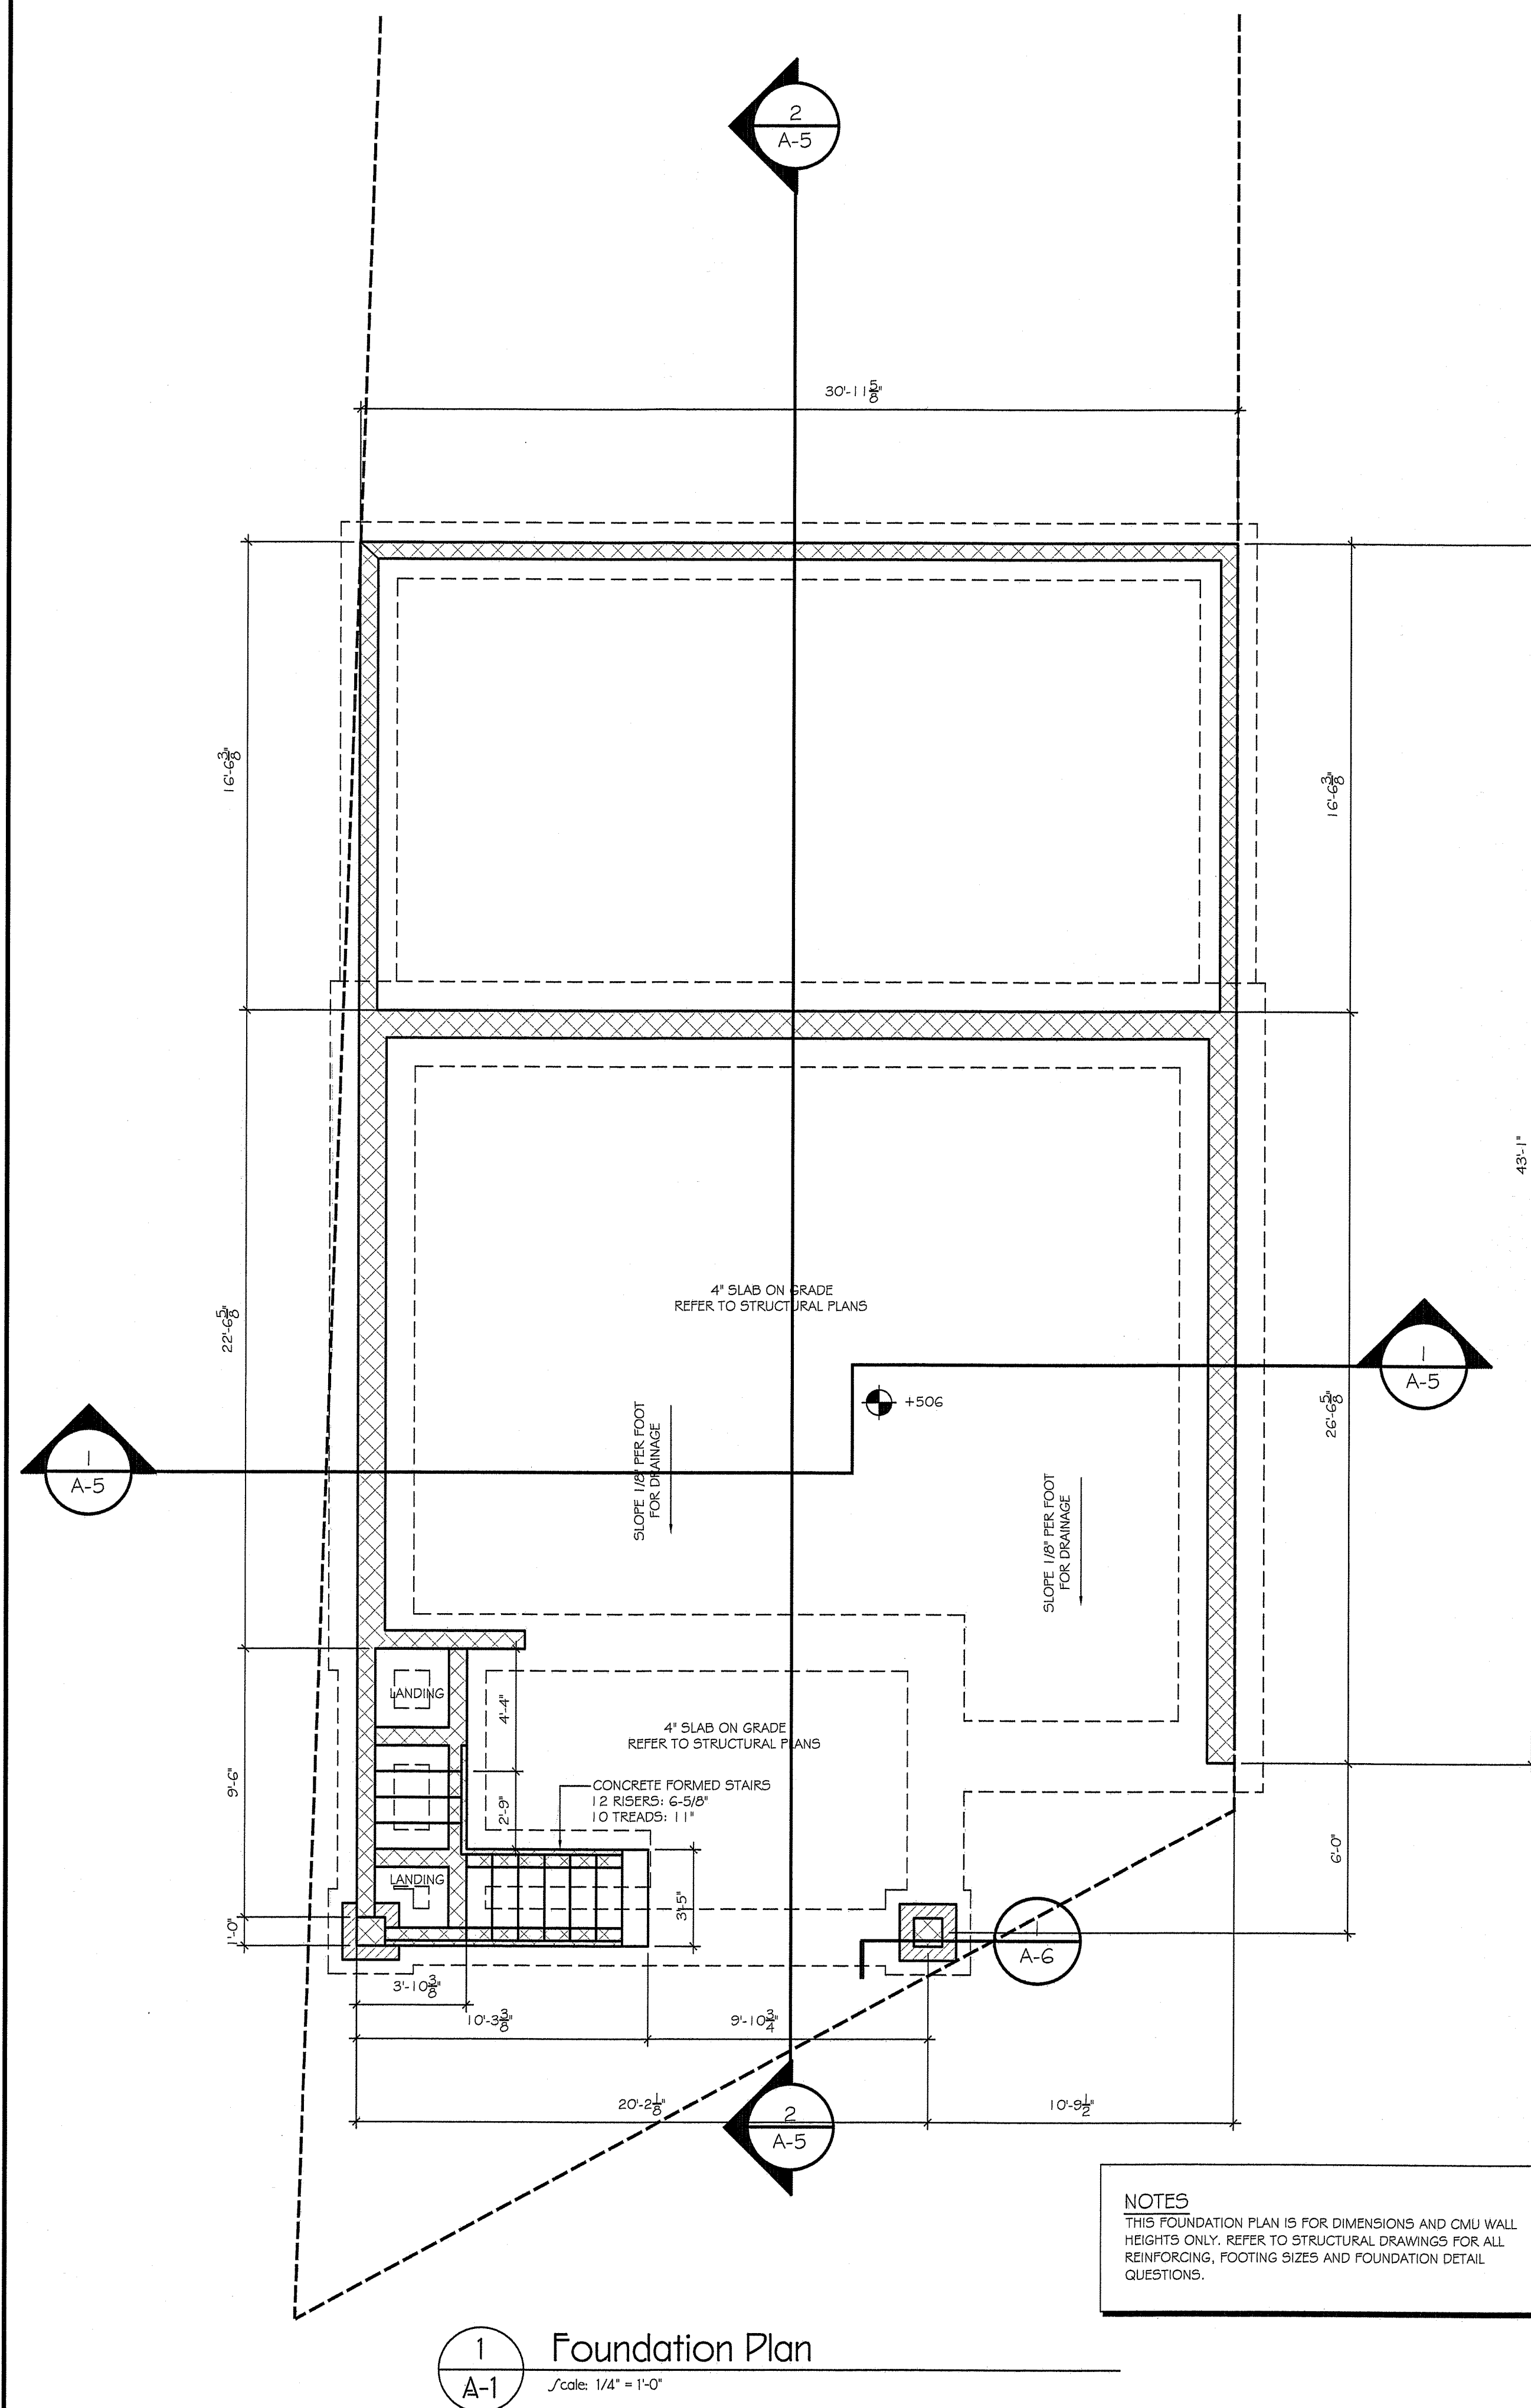 2
A-5
30'-11 5/8"
16'-6 3/8"
16'-6 3/8"
43'-1"
4" SLAB ON GRADE
REFER TO STRUCTURAL PLANS
22'-6 5/8"
1
A-5
+506
26'-6 5/8"
SLOPE 1/8" PER FOOT
FOR DRAINAGE
1
A-5
SLOPE 1/8" PER FOOT
FOR DRAINAGE
LANDING
4'-4"
4" SLAB ON GRADE
REFER TO STRUCTURAL PLANS
9'-6"
CONCRETE FORMED STAIRS
12 RISERS: 6-5/8"
10 TREADS: 11"
2'-9"
6'-0"
LANDING
3'-5"
1'-0"
1
A-6
3'-10 3/8"
10'-3 3/8"
9'-10 3/4"
20'-2 1/8"
10'-9 1/2"
2
A-5
NOTES
THIS FOUNDATION PLAN IS FOR DIMENSIONS AND CMU WALL
HEIGHTS ONLY. REFER TO STRUCTURAL DRAWINGS FOR ALL
REINFORCING, FOOTING SIZES AND FOUNDATION DETAIL
QUESTIONS.
1
A-1
Foundation Plan
Scale: 1/4" = 1'-0"